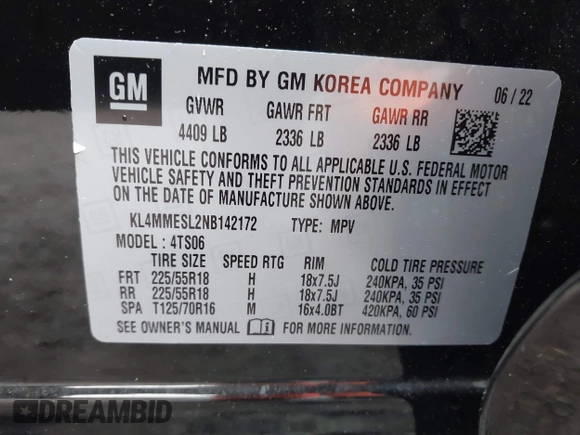 GM
MFD BY GM KOREA COMPANY 06 / 22
GVWR GAWR FRT GAWR RR
4409 LB 2336 LB 2336 LB
THIS VEHICLE CONFORMS TO ALL APPLICABLE U.S. FEDERAL MOTOR
VEHICLE SAFETY AND THEFT PREVENTION STANDARDS IN EFFECT
ON THE DATE OF MANUFACTURE SHOWN ABOVE.
KL4MMESL2NB142172 TYPE: MPV
MODEL : 4TS06
TIRE SIZE SPEED RTG RIM COLD TIRE PRESSURE
FRT 225/55R18 H 18x7.5J 240KPA, 35 PSI
RR 225/55R18 H 18x7.5J 240KPA, 35 PSI
SPA T125/70R16 M 16x4.0BT 420KPA, 60 PSI
SEE OWNER'S MANUAL FOR MORE INFORMATION.
DREAMBID